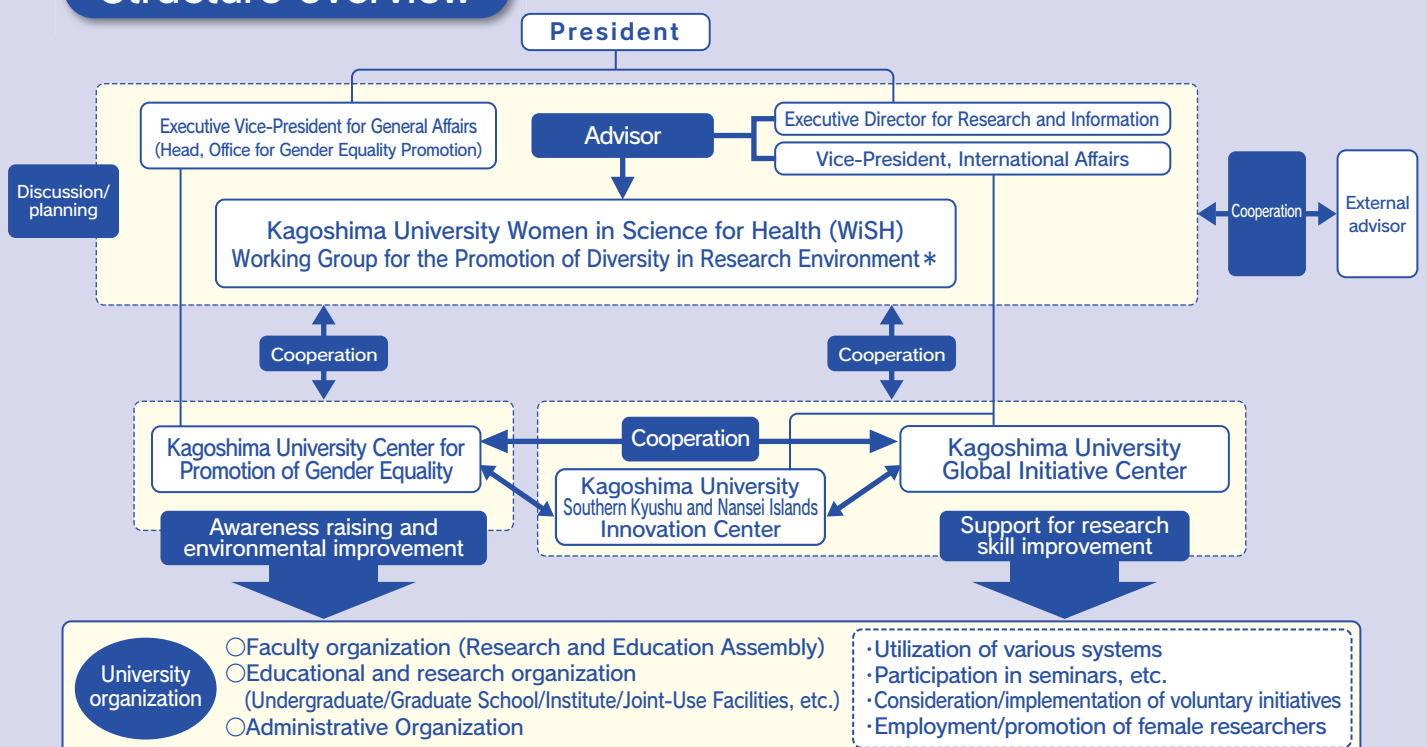 Structure overview
President
Executive Vice-President for General Affairs
(Head, Office for Gender Equality Promotion)
Advisor
Executive Director for Research and Information
Vice-President, International Affairs
Discussion/
planning
Kagoshima University Women in Science for Health (WiSH)
Working Group for the Promotion of Diversity in Research Environment*
Cooperation
External
advisor
Cooperation
Cooperation
Kagoshima University Center for
Promotion of Gender Equality
Cooperation
Kagoshima University
Global Initiative Center
Kagoshima University
Southern Kyushu and Nansei Islands
Innovation Center
Awareness raising and
environmental improvement
Support for research
skill improvement
University
organization
○Faculty organization (Research and Education Assembly)
○Educational and research organization
(Undergraduate/Graduate School/Institute/Joint-Use Facilities, etc.)
○Administrative Organization
·Utilization of various systems
·Participation in seminars, etc.
·Consideration/implementation of voluntary initiatives
·Employment/promotion of female researchers